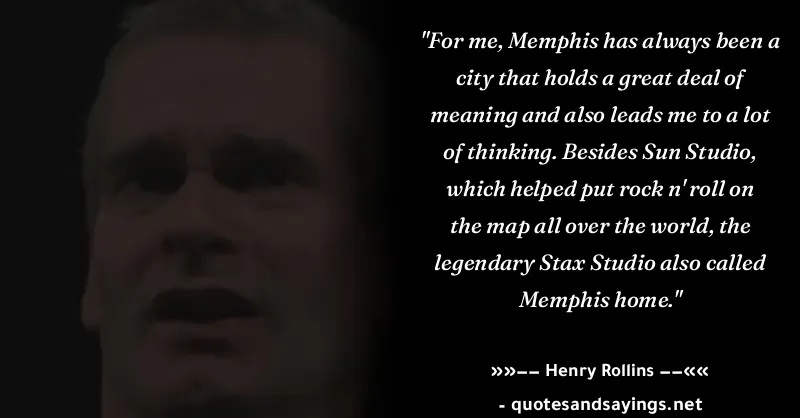 "For me, Memphis has always been a
city that holds a great deal of
meaning and also leads me to a lot
of thinking. Besides Sun Studio,
which helped put rock n' roll on
the map all over the world, the
legendary Stax Studio also called
Memphis home."
»»−− Henry Rollins −−««
- quotesandsayings.net